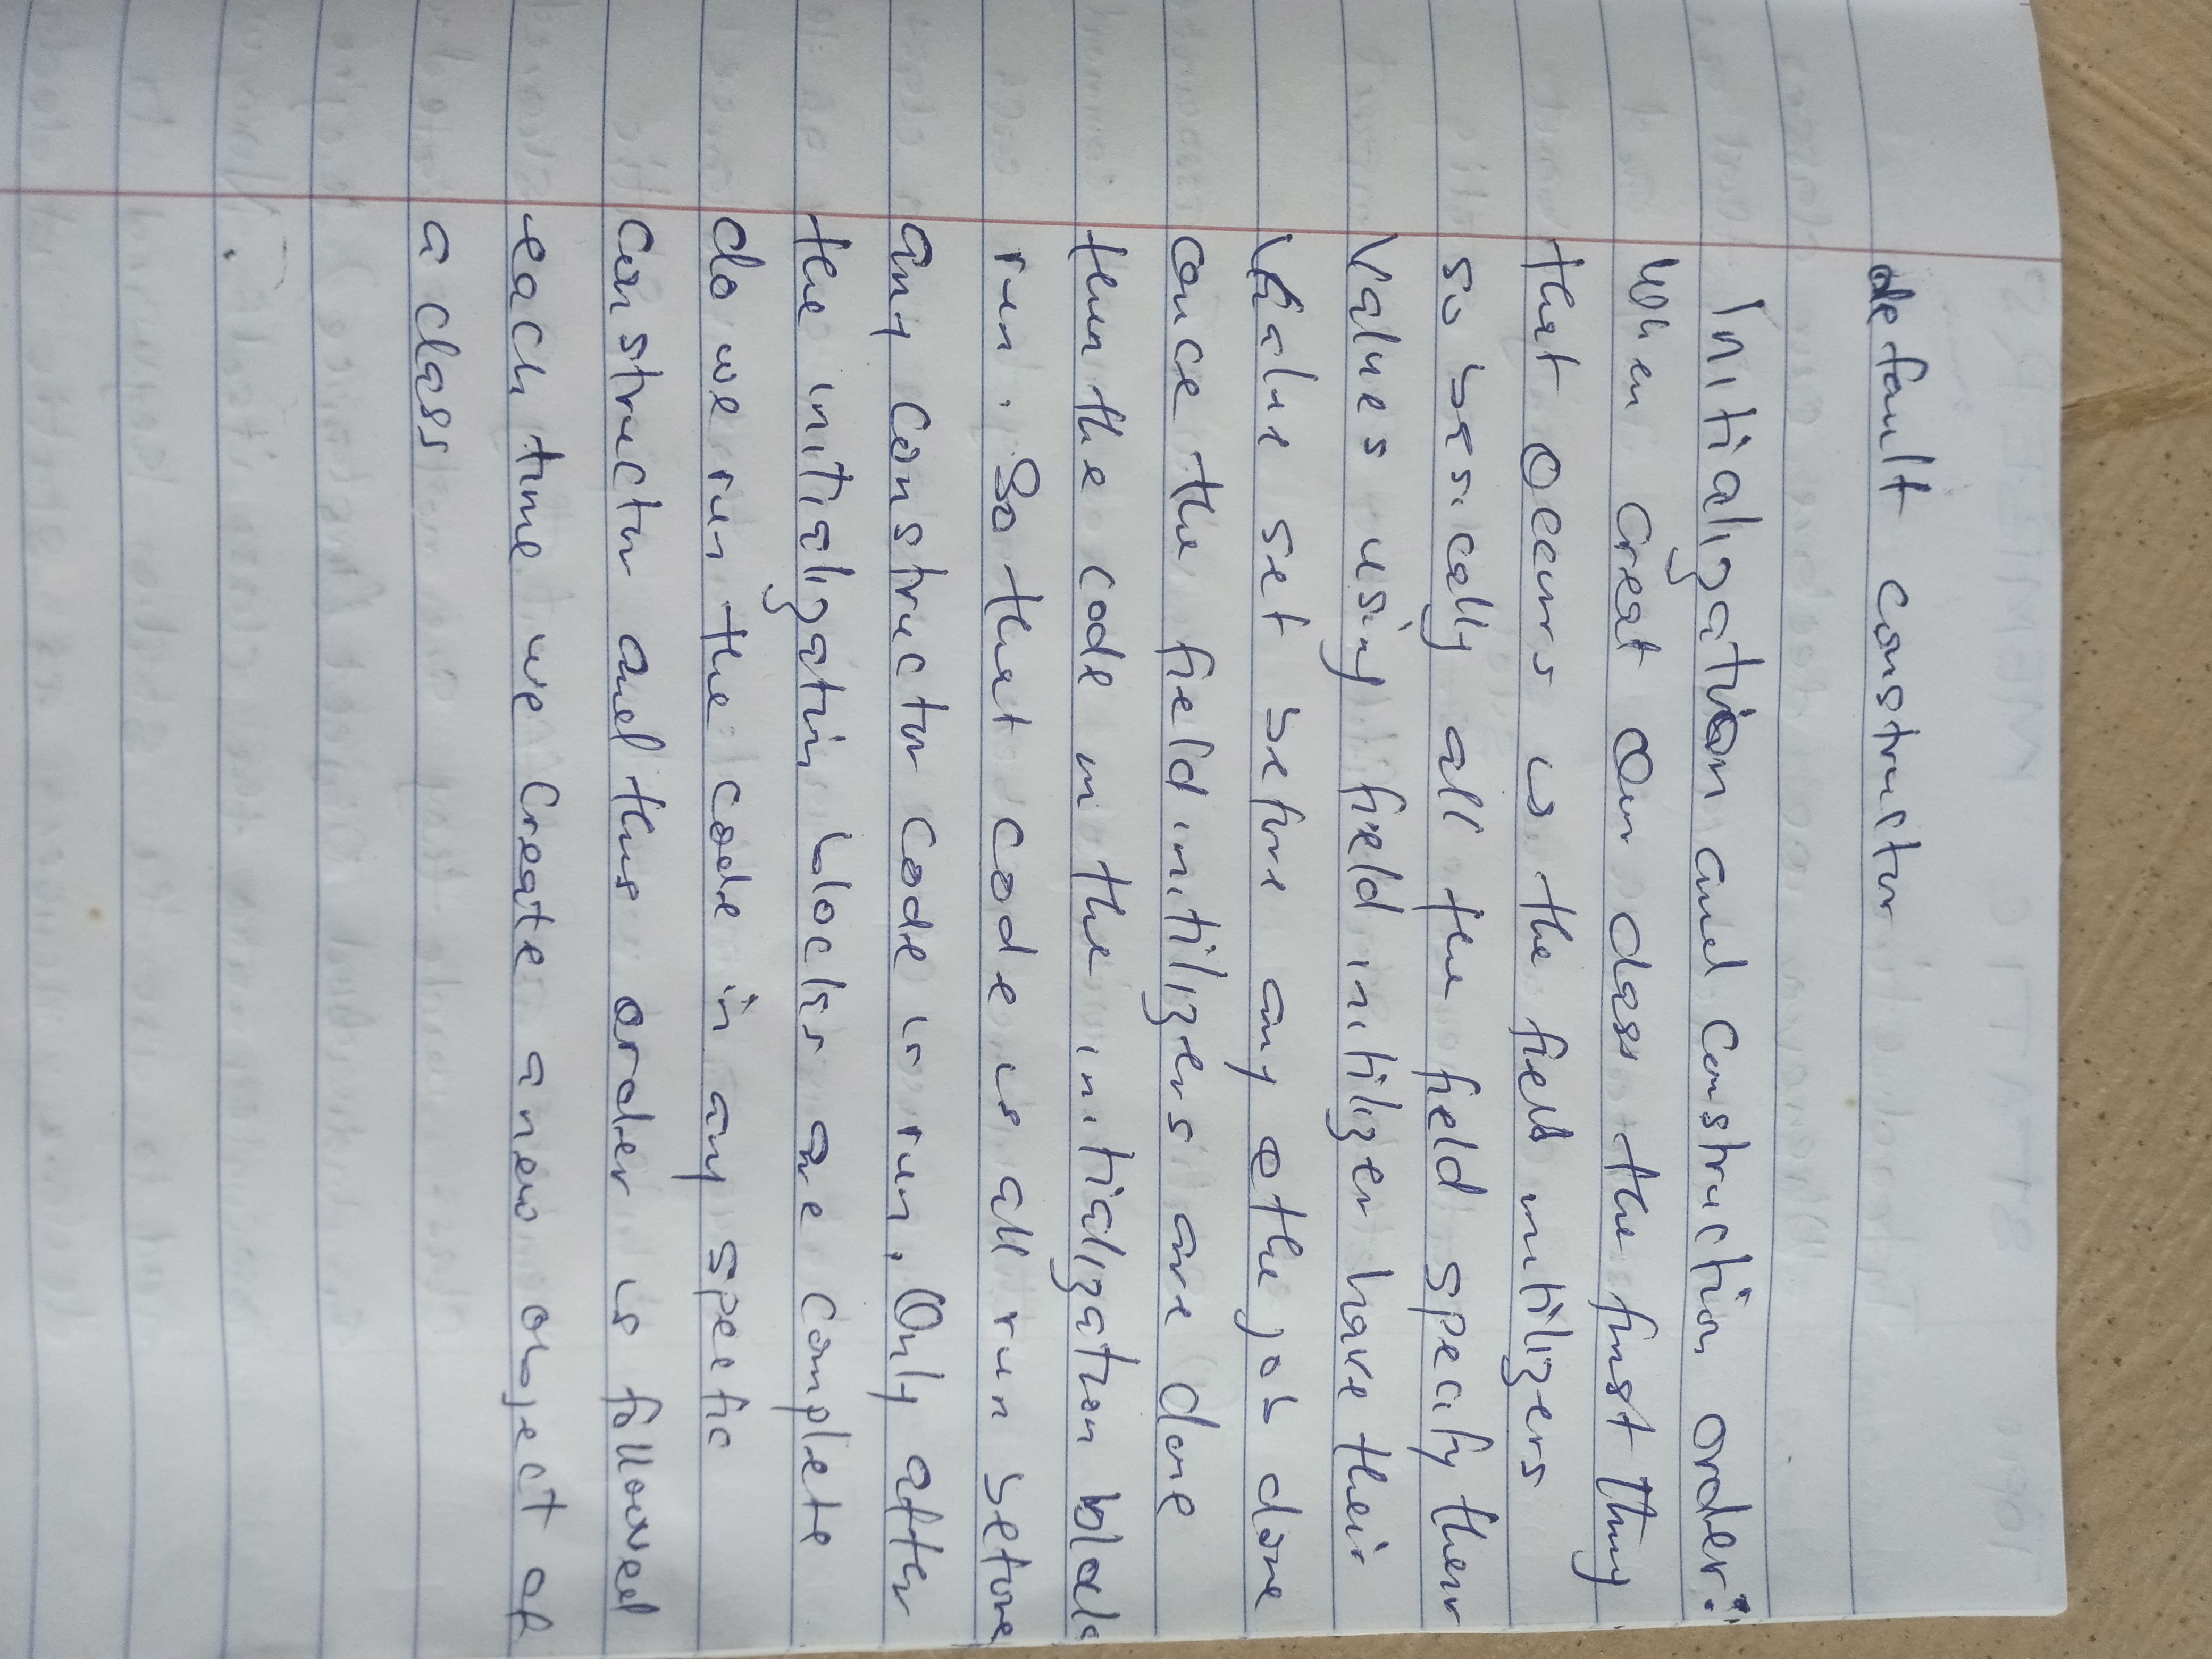 default constructor
Initialization and construction order:
When creat our class the first thing
that occurs is the field initilizers
so besically all the field specify their
Values using field initilizer have their
Value set before any othe job done
once the field initilizers are done
then the code in the initialization block
run. So that code is all run before
any constructor code is run. Only after
the initialization blocks are complete
do we run the code in any spefic
constructor and this order is followed
each time we create a new object of
a class